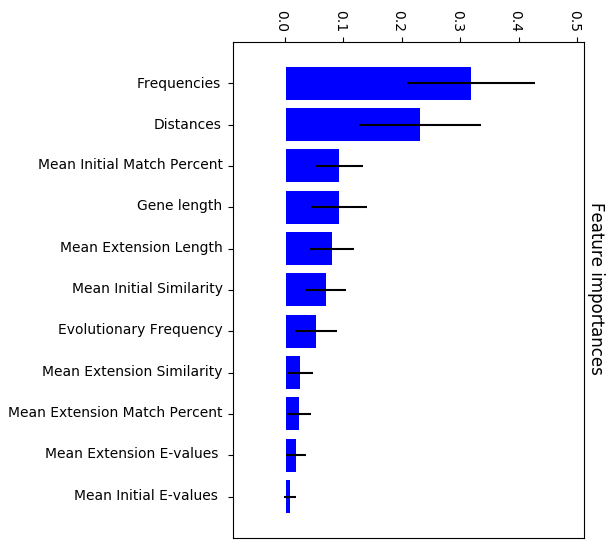 0.0 0.1 0.2 0.3 0.4 0.5
Frequencies
Distances
Mean Initial Match Percent
Gene length
Mean Extension Length
Mean Initial Similarity
Evolutionary Frequency
Mean Extension Similarity
Mean Extension Match Percent
Mean Extension E-values
Mean Initial E-values
Feature importances